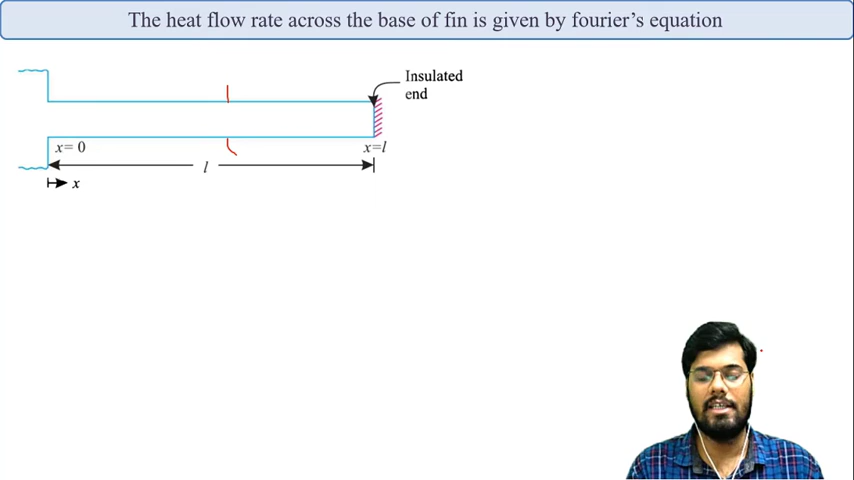 The heat flow rate across the base of fin is given by fourier’s equation
Insulated
end
x= 0
x=l
l
x